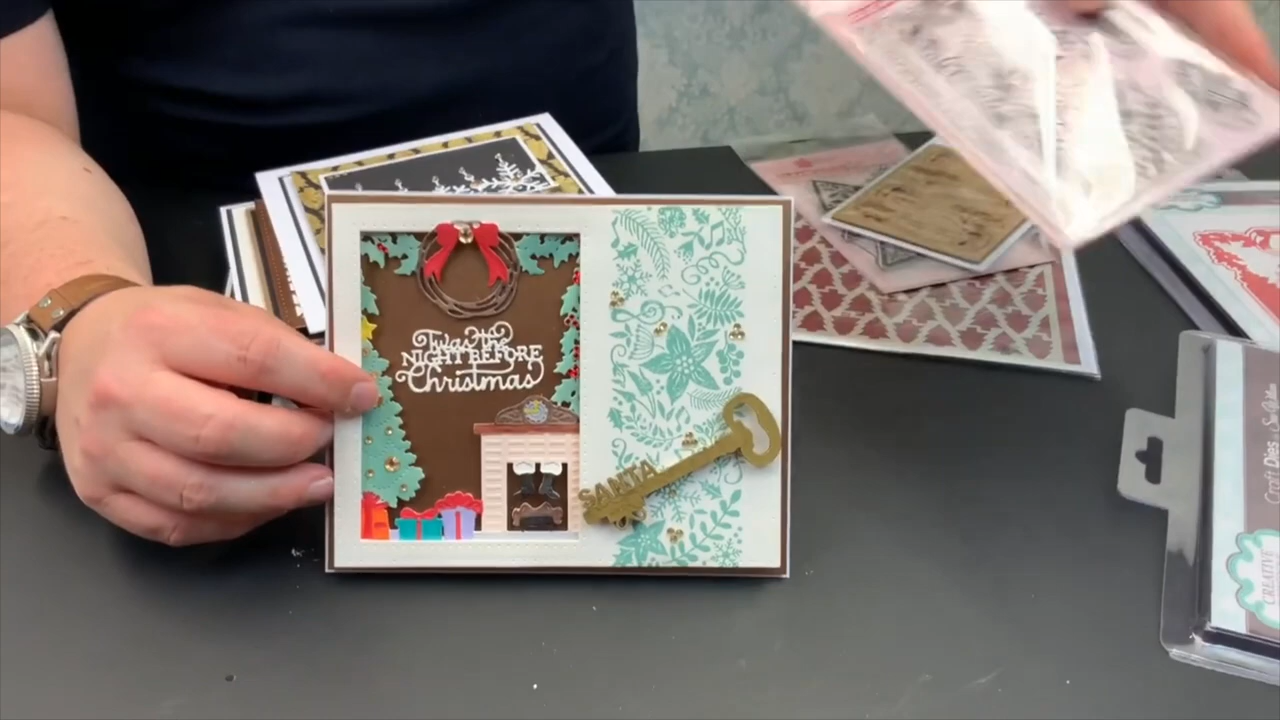 'Twas the
NIGHT BEFORE
Christmas
SANTA
Craft Dies
CREATIVE